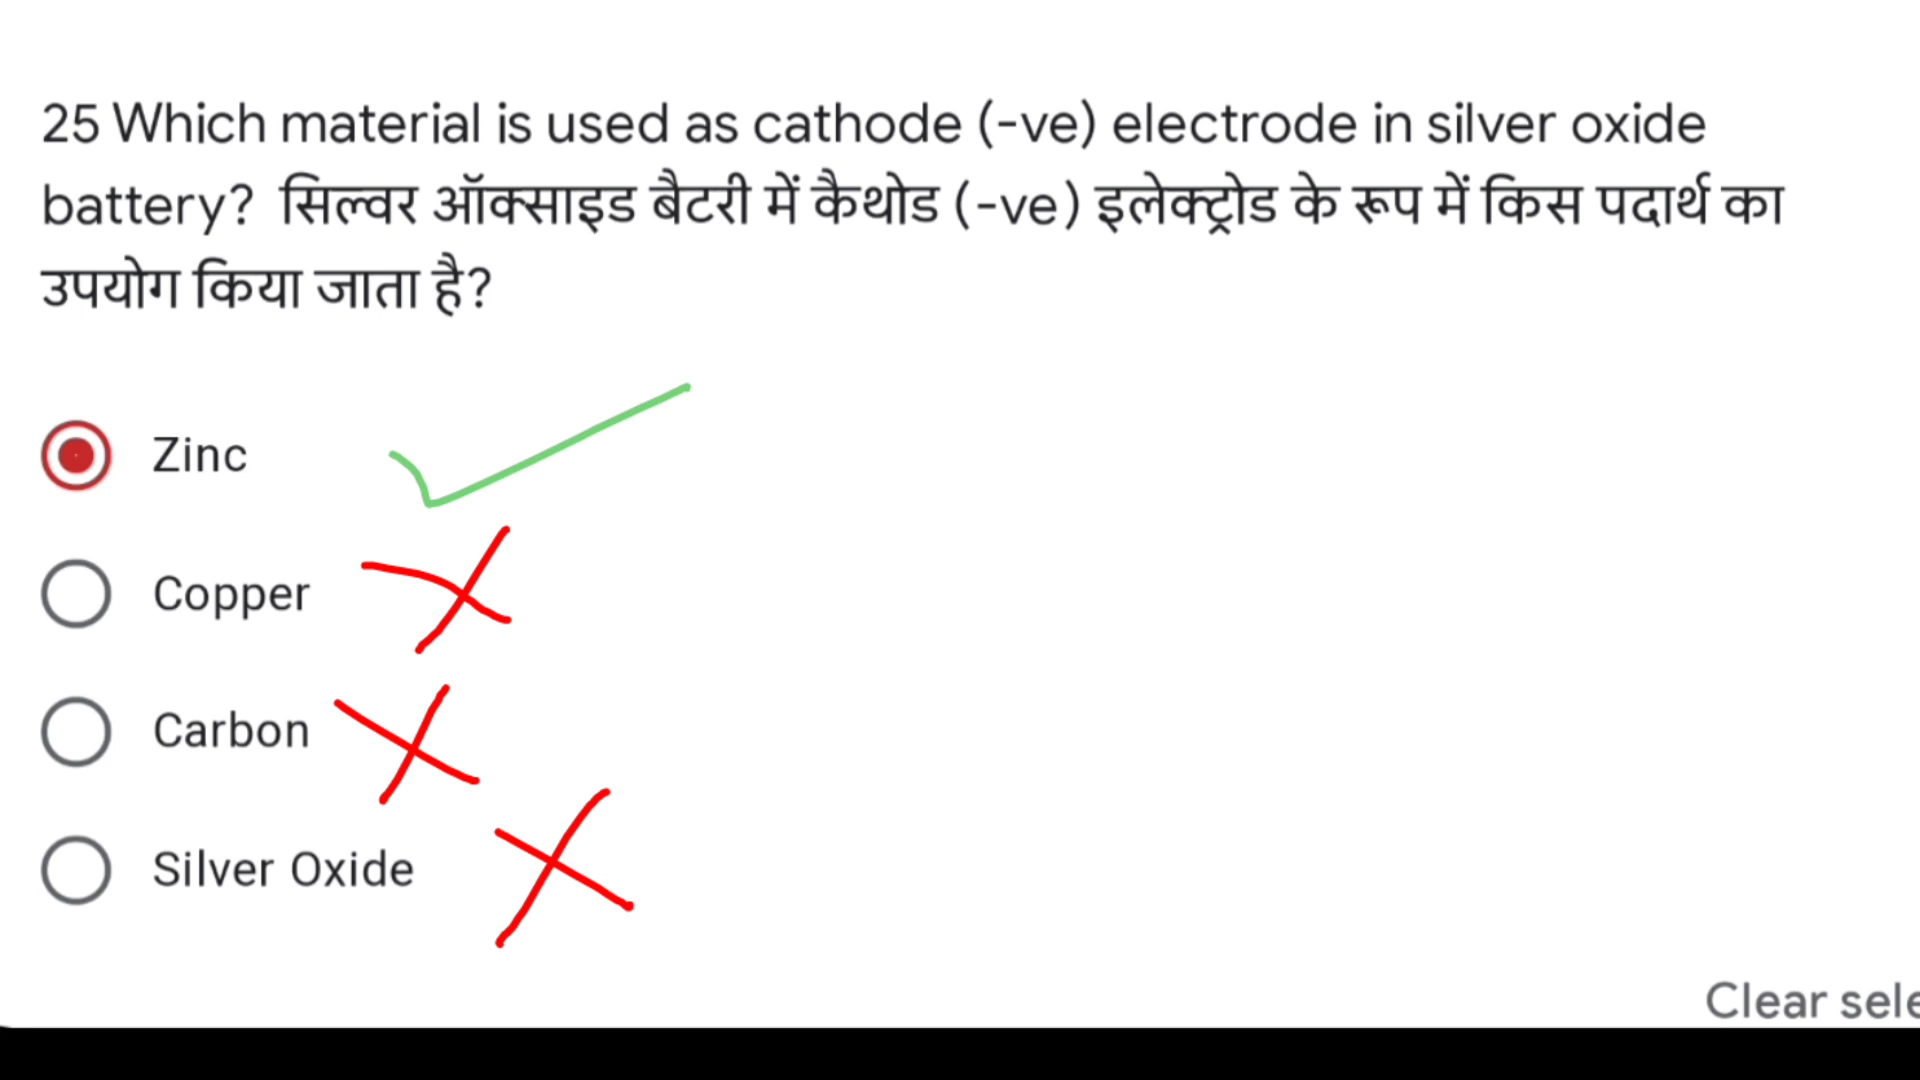 25 Which material is used as cathode (-ve) electrode in silver oxide
battery? सिल्वर ऑक्साइड बैटरी में कैथोड (-ve) इलेक्ट्रोड के रूप में किस पदार्थ का
उपयोग किया जाता है?
Zinc
Copper
Carbon
Silver Oxide
Clear sele